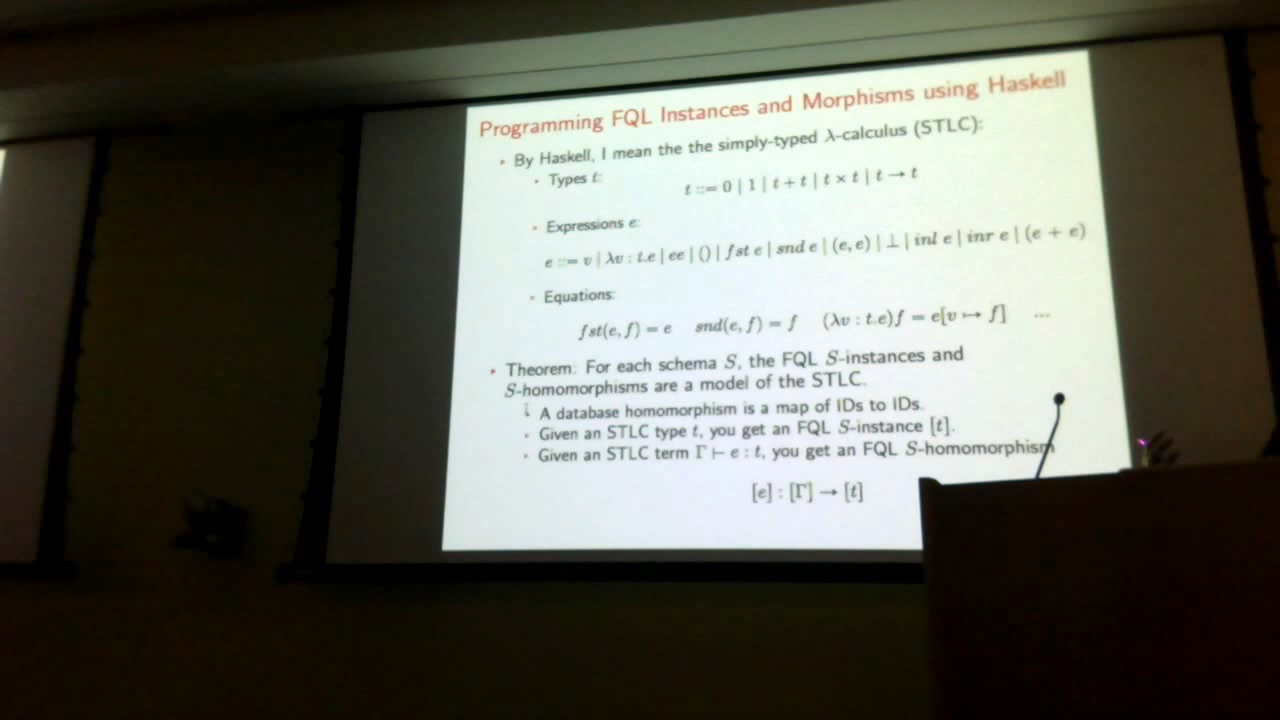 Programming FQL Instances and Morphisms using Haskell
By Haskell, I mean the the simply-typed λ-calculus (STLC):
Types t:
t ::= 0 | 1 | t + t | t × t | t → t
Expressions e:
e ::= v | λv : t.e | ee | () | fst e | snd e | (e, e) | ⊥ | inl e | inr e | (e + e)
Equations:
fst(e, f) = e snd(e, f) = f (λv : t.e)f = e[v ↦ f] ...
Theorem: For each schema S, the FQL S-instances and
S-homomorphisms are a model of the STLC.
A database homomorphism is a map of IDs to IDs.
Given an STLC type t, you get an FQL S-instance [t].
Given an STLC term Γ ⊢ e : t, you get an FQL S-homomorphism
[e] : [Γ] → [t]